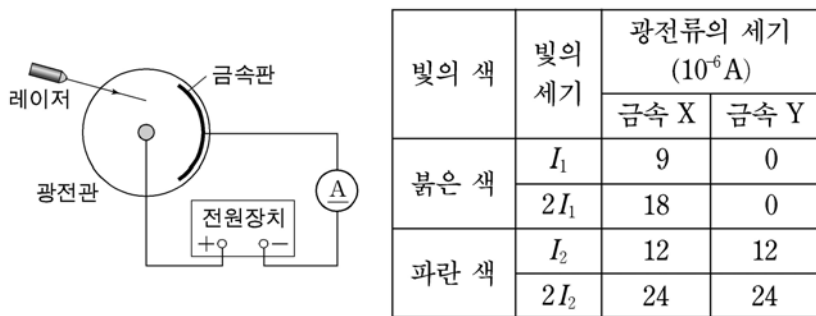 레이저
금속판
광전관
전원장치
+ −
A
빛의 색 빛의 세기 광전류의 세기 (10⁻⁶A)
금속 X 금속 Y
붉은 색 I₁ 9 0
2I₁ 18 0
파란 색 I₂ 12 12
2I₂ 24 24